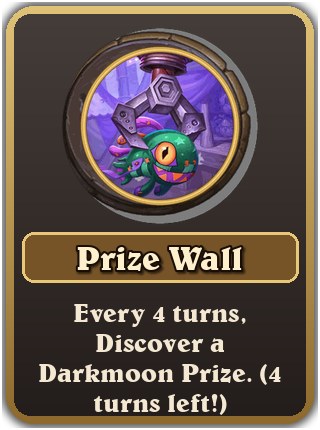 Prize Wall
Every 4 turns,
Discover a
Darkmoon Prize. (4
turns left!)